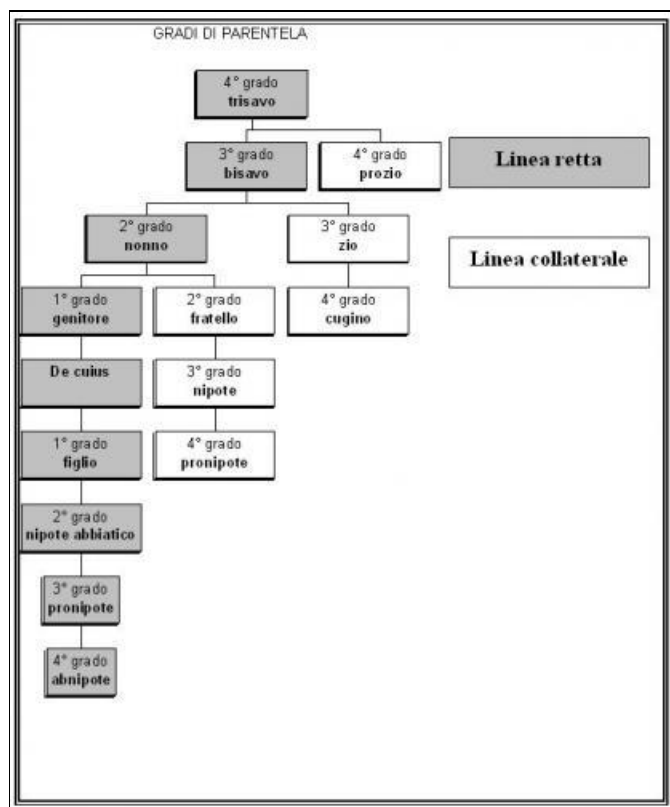 GRADI DI PARENTELA
4° grado
trisavo
3° grado
bisavo
4° grado
prozio
Linea retta
2° grado
nonno
3° grado
zio
Linea collaterale
1° grado
genitore
2° grado
fratello
4° grado
cugino
De cuius
3° grado
nipote
1° grado
figlio
4° grado
pronipote
2° grado
nipote abbiatico
3° grado
pronipote
4° grado
abnipote